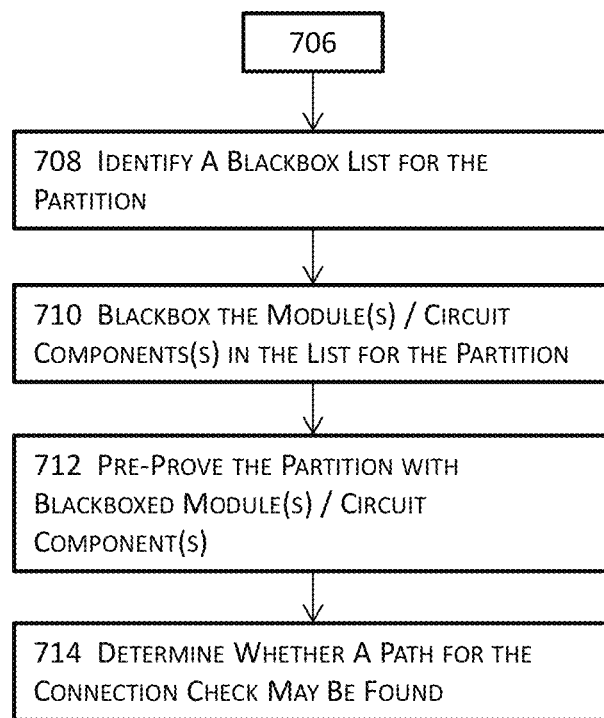 706
708 IDENTIFY A BLACKBOX LIST FOR THE
PARTITION
710 BLACKBOX THE MODULE(S) / CIRCUIT
COMPONENTS(S) IN THE LIST FOR THE PARTITION
712 PRE-PROVE THE PARTITION WITH
BLACKBOXED MODULE(S) / CIRCUIT
COMPONENT(S)
714 DETERMINE WHETHER A PATH FOR THE
CONNECTION CHECK MAY BE FOUND